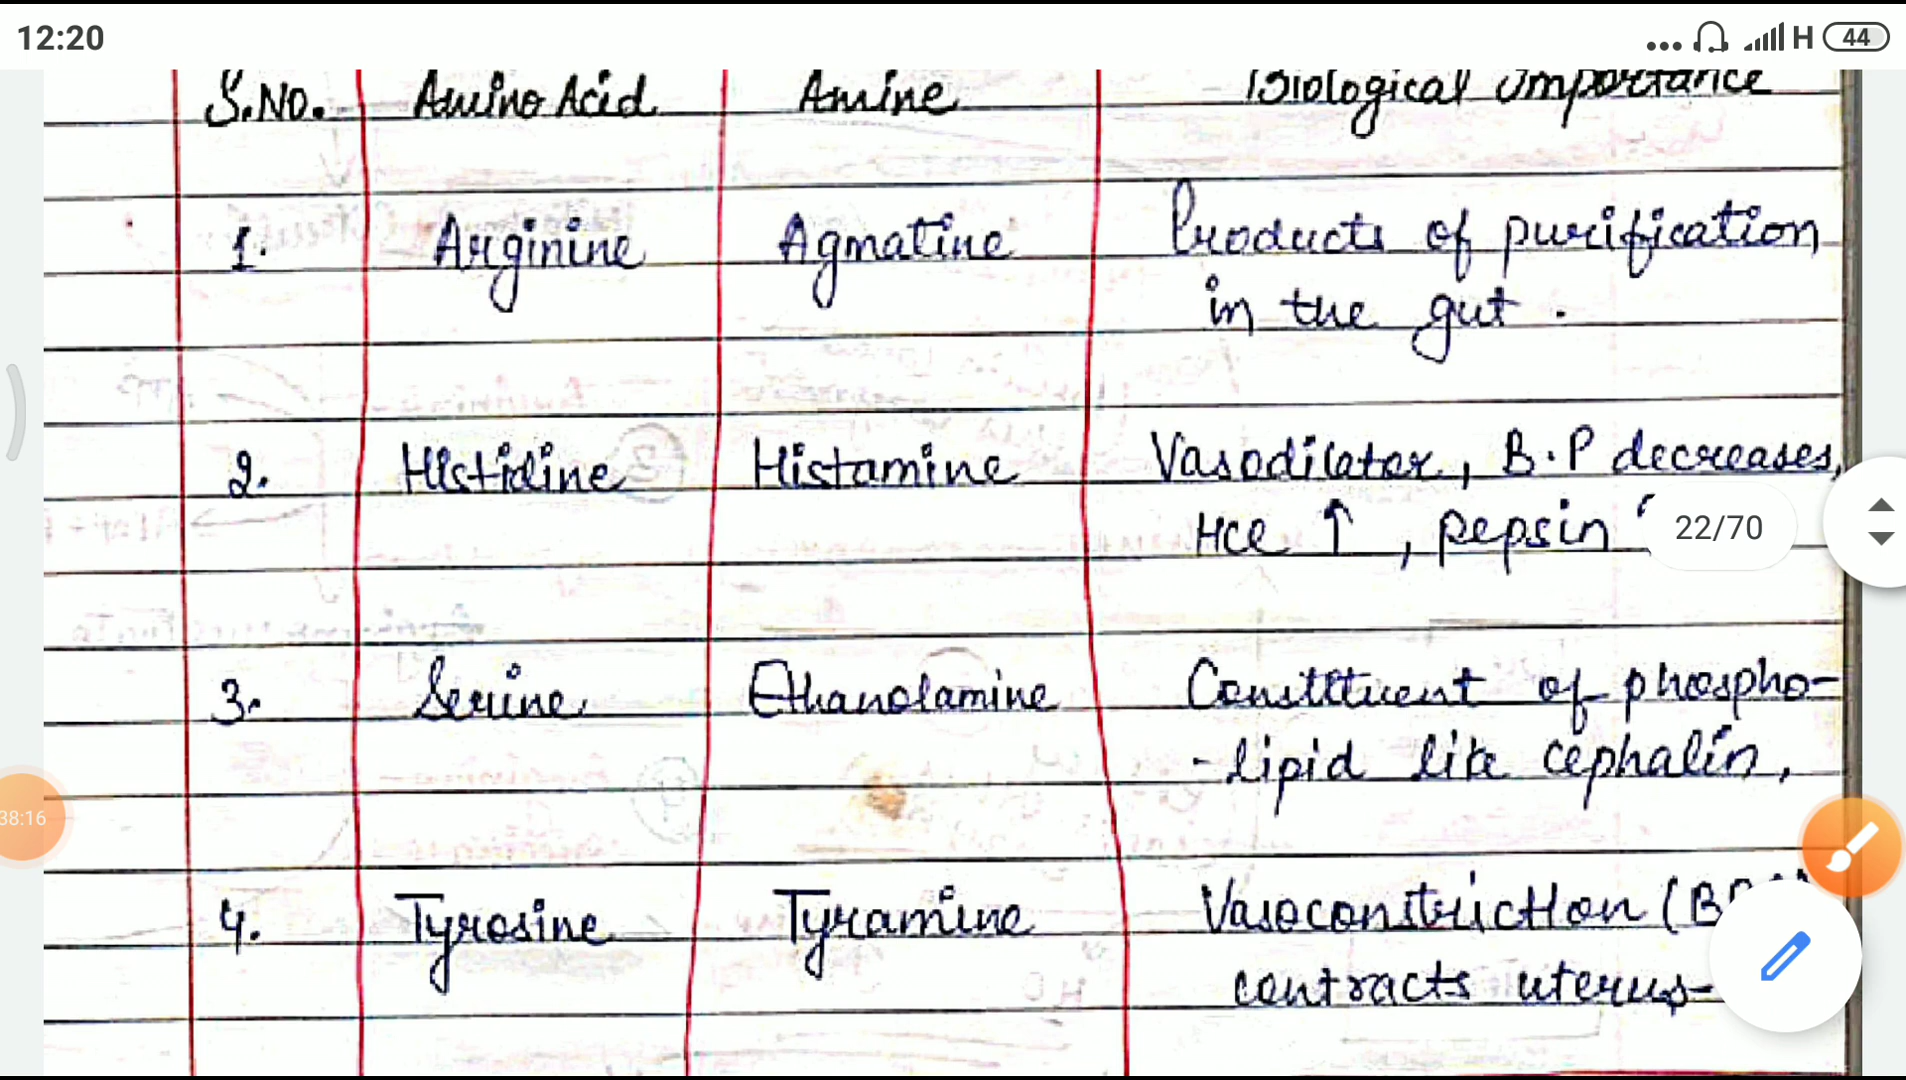 12:20
H 44
S.No. Amino Acid Amine Biological Importance
1. Arginine Agmatine Products of purification
in the gut.
2. Histidine Histamine Vasodilator, B.P decreases,
HCl ↑, pepsin
22/70
3. Serine Ethanolamine Constituent of phospho-
-lipid like cephalin,
38:16
4. Tyrosine Tyramine Vasoconstriction (B
contracts uterus-